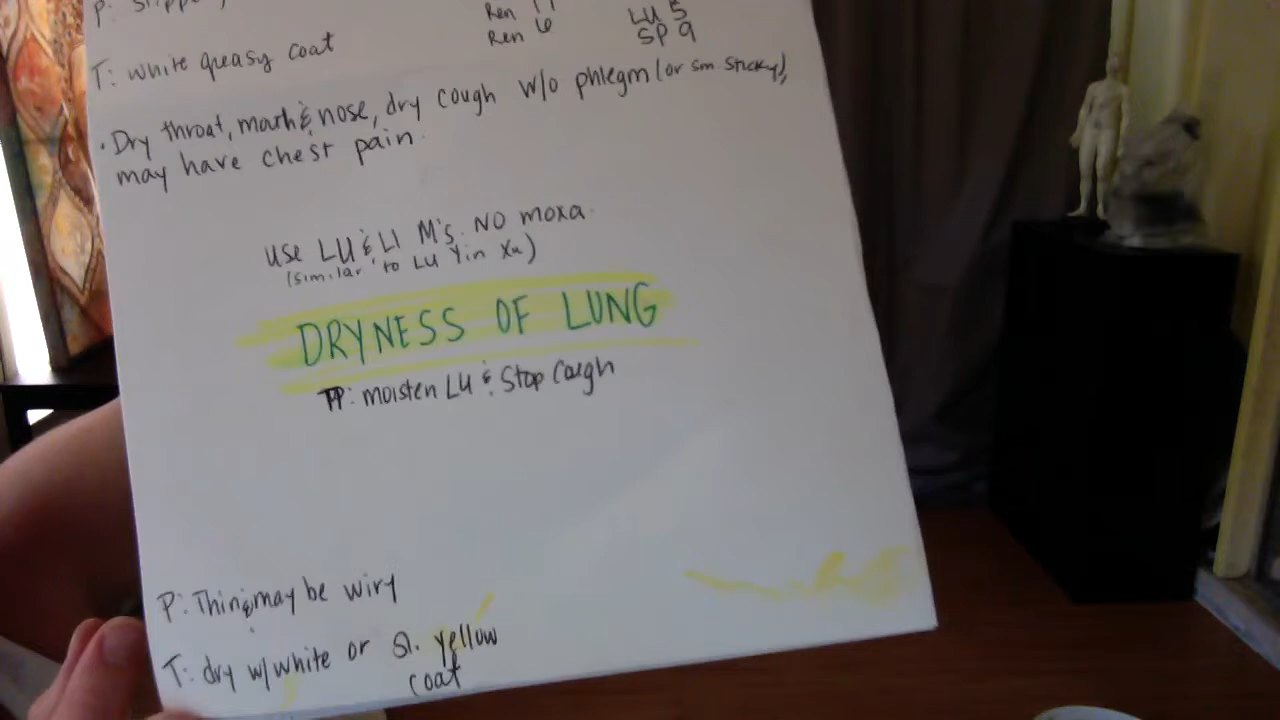 P: Slippery
Ren 17
Ren 6
LU 5
SP 9
T: white greasy coat
• Dry throat, mouth & nose, dry cough w/o phlegm (or sm sticky),
may have chest pain.
use LU & LI M's. NO moxa.
(similar to LU Yin Xu)
DRYNESS OF LUNG
TP: moisten LU & Stop Cough
P: Thin & may be wiry
T: dry w/ white or Sl. yellow
coat